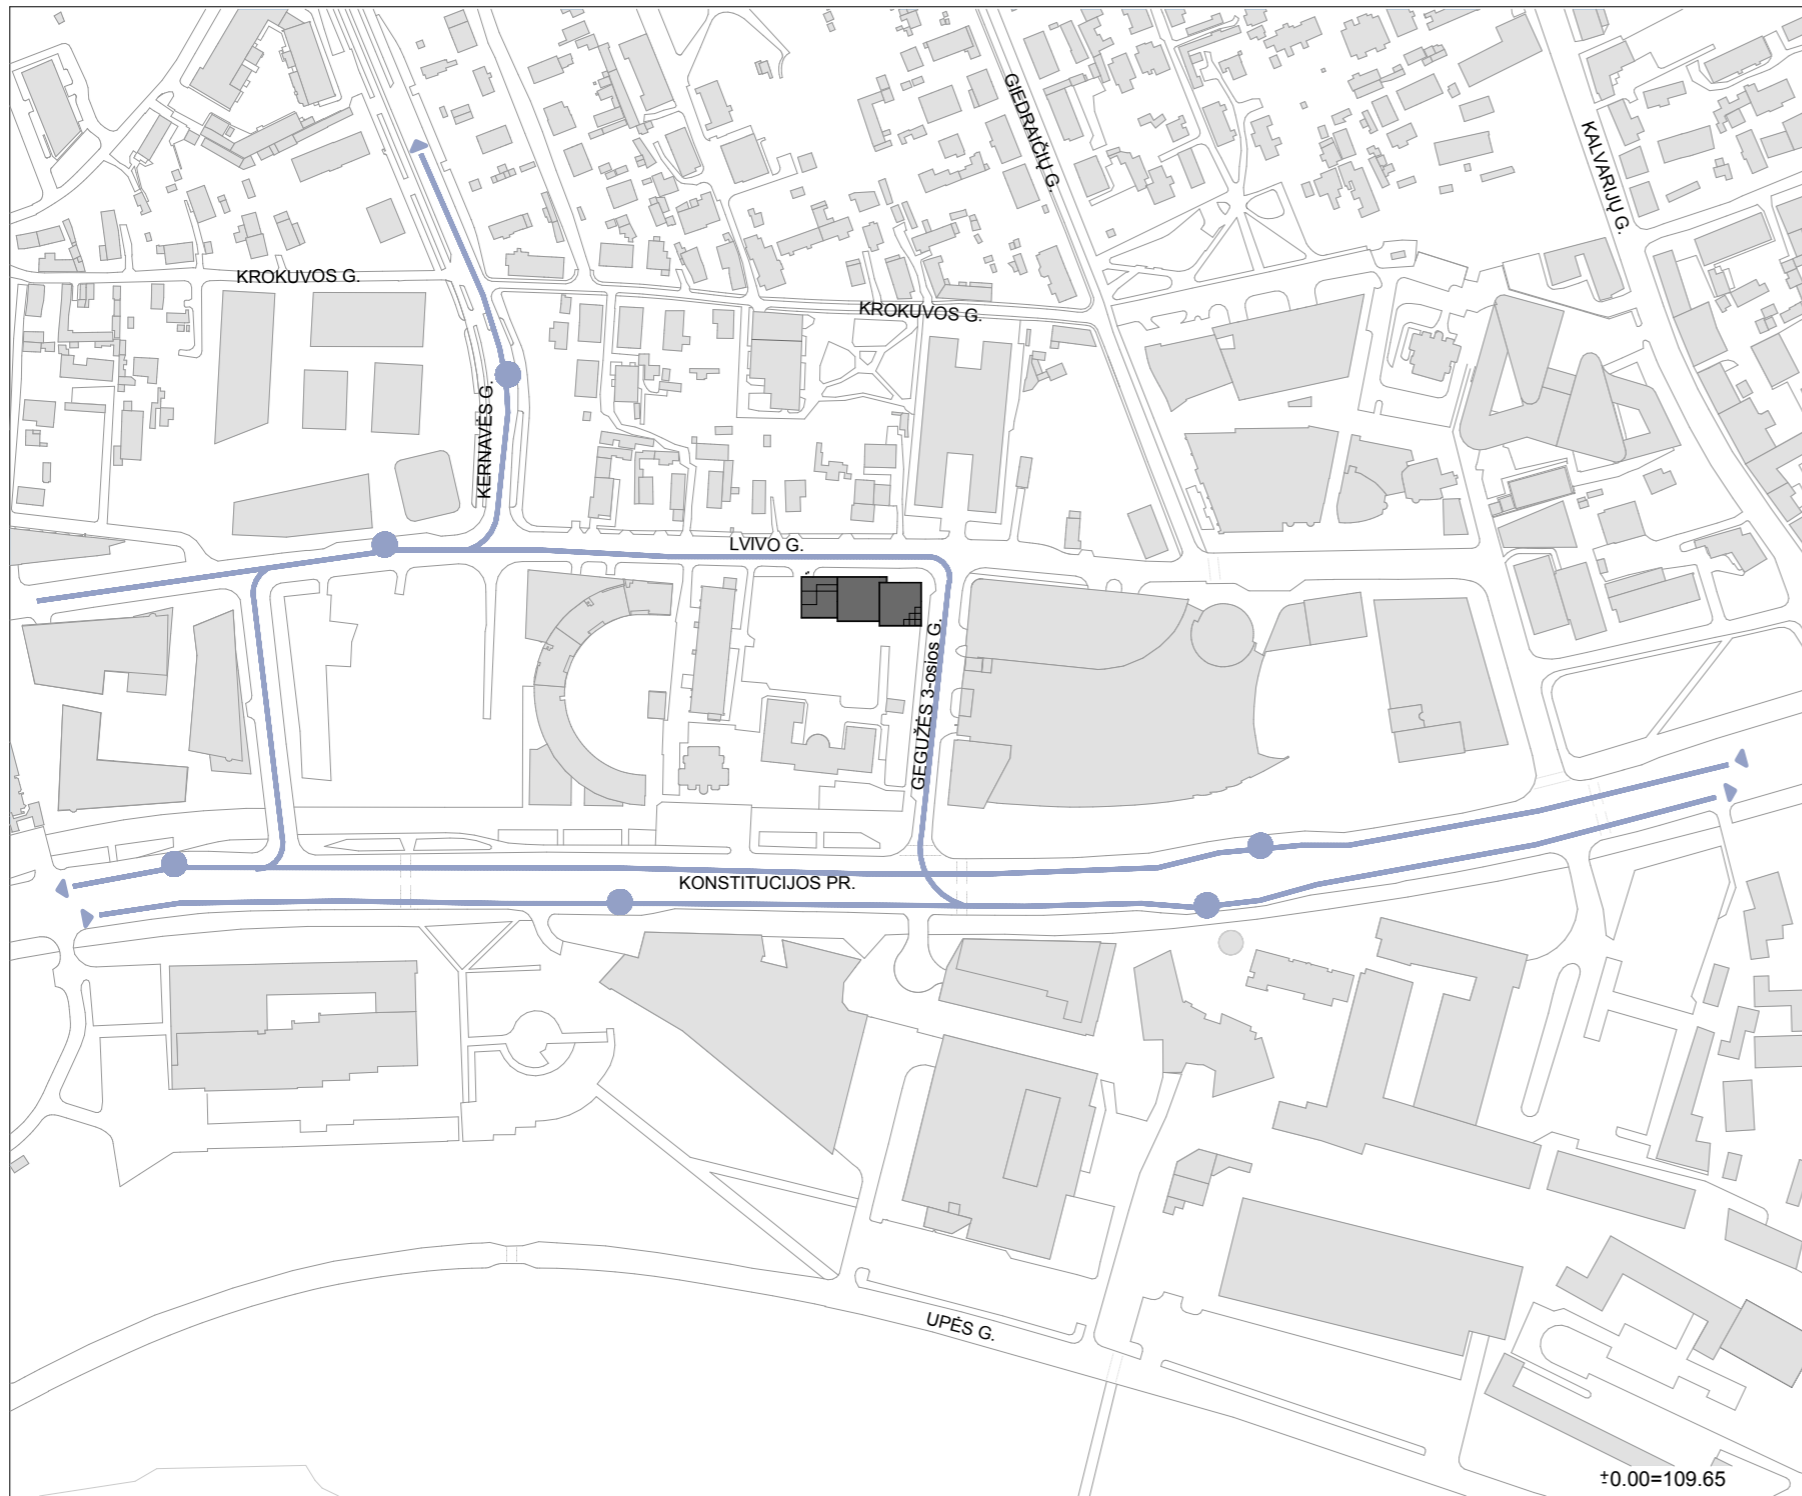 GIEDRAIČIŲ G.
KALVARIJŲ G.
KROKUVOS G.
KROKUVOS G.
KERNAVĖS G.
LVIVO G.
GEGUŽĖS 3-osios G.
KONSTITUCIJOS PR.
UPĖS G.
±0.00=109.65